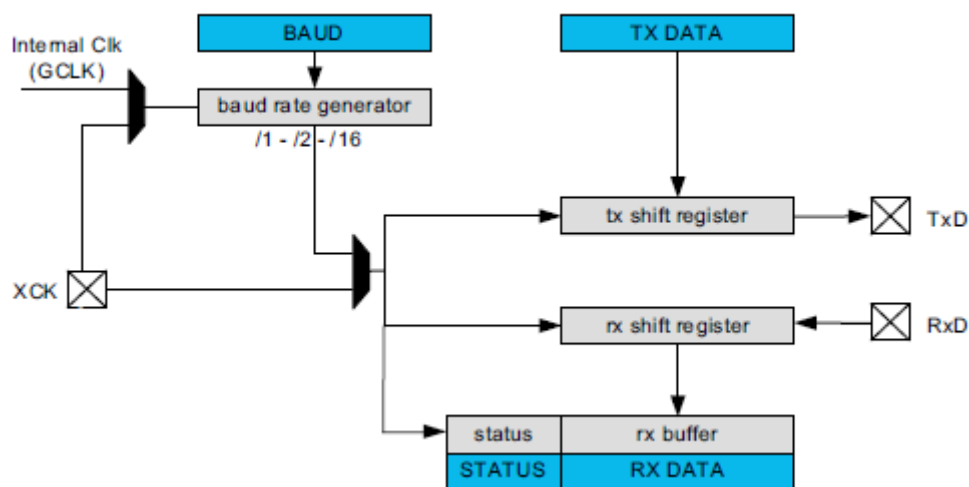 BAUD
TX DATA
Internal Clk
(GCLK)
baud rate generator
/1 - /2 - /16
tx shift register
TxD
XCK
rx shift register
RxD
status
rx buffer
STATUS
RX DATA